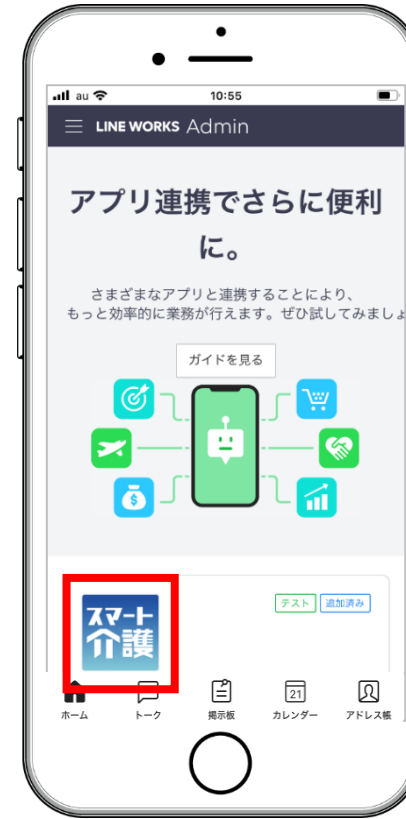 au 10:55
LINE WORKS Admin
アプリ連携でさらに便利
に。
さまざまなアプリと連携することにより、
もっと効率的に業務が行えます。ぜひ試してみましょ
ガイドを見る
$
テスト 追加済み
スマート
介護
21
ホーム トーク 掲示板 カレンダー アドレス帳